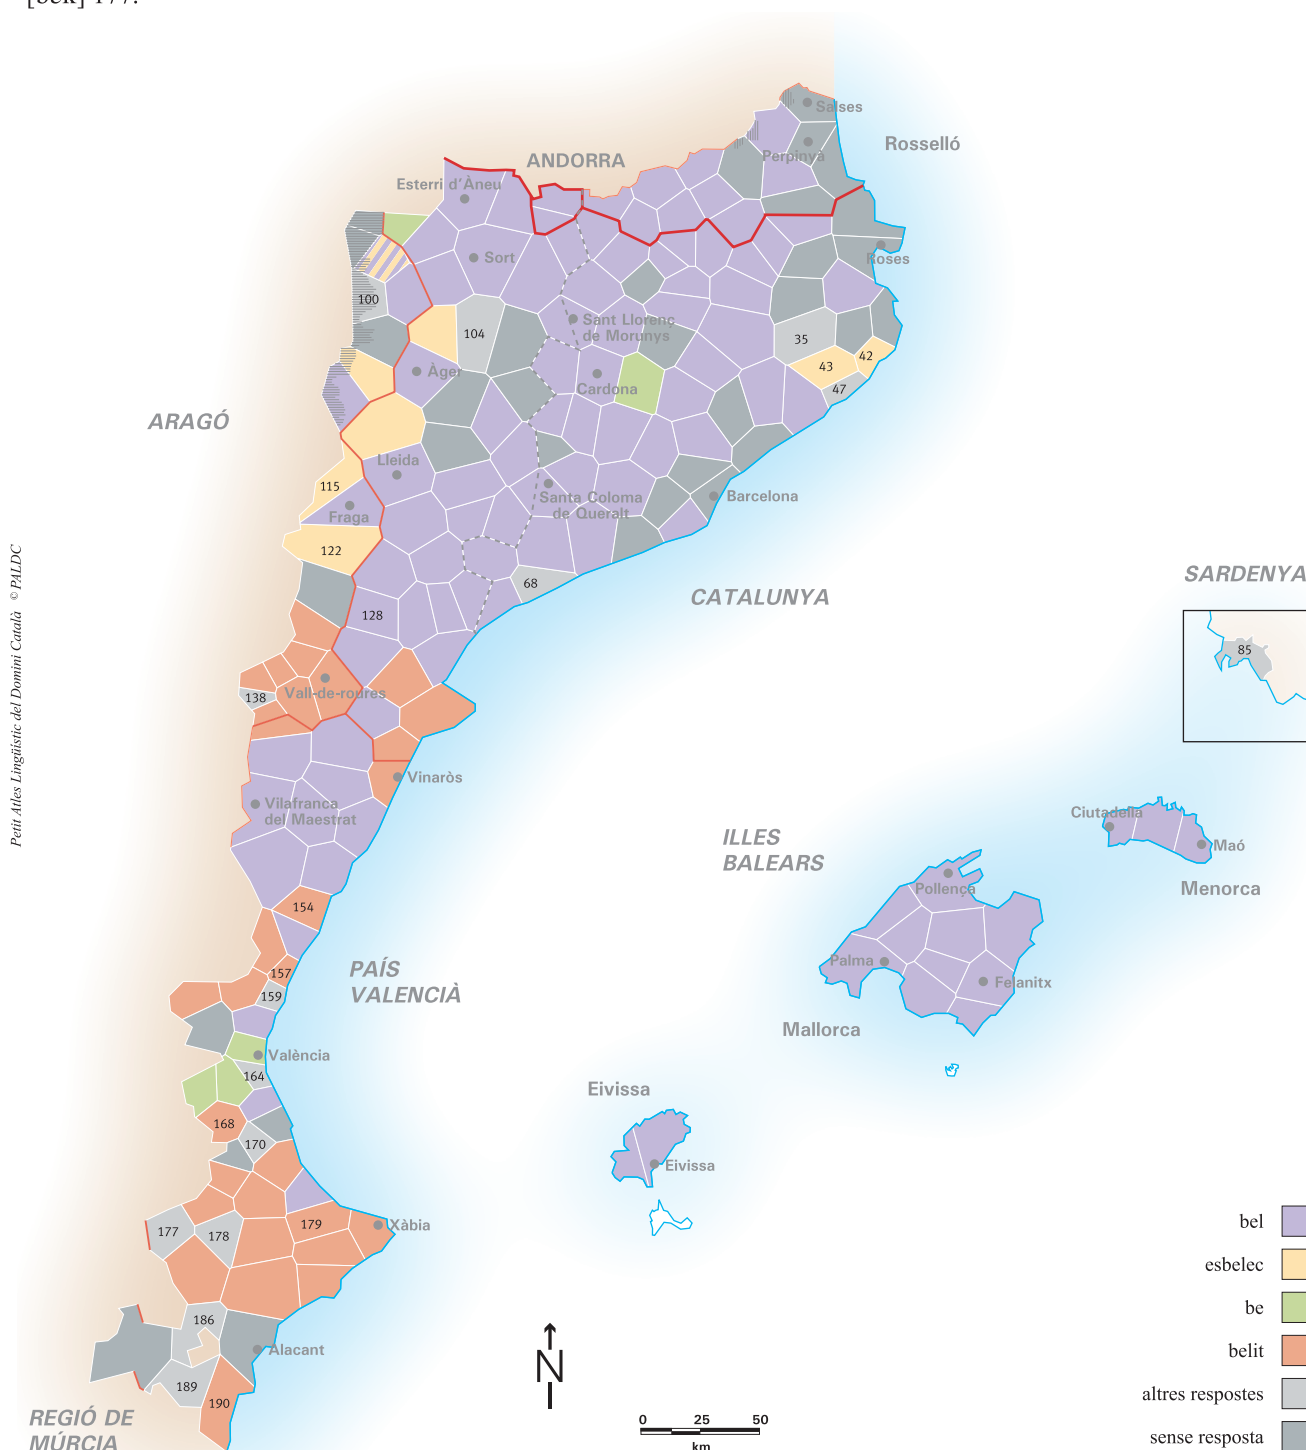 Salses
Rosselló
Perpinyà
ANDORRA
Esterri d'Àneu
Sort
Roses
100
104
Sant Llorenç
de Morunys
35
42
43
47
Àger
Cardona
ARAGÓ
Lleida
115
Fraga
Santa Coloma
de Queralt
Barcelona
122
68
CATALUNYA
128
SARDENYA
85
138
Vall-de-roures
Vinaròs
Vilafranca
del Maestrat
Petit Atles Lingüístic del Domini Català © PALDC
ILLES
BALEARS
Ciutadella
Maó
Menorca
Pollença
Palma
Felanitx
Mallorca
154
157
159
PAÍS
VALENCIÀ
València
164
168
170
Eivissa
Eivissa
177
178
179
Xàbia
186
Alacant
189
190
REGIÓ DE
MÚRCIA
N
0 25 50
km
bel
esbelec
be
belit
altres respostes
sense resposta